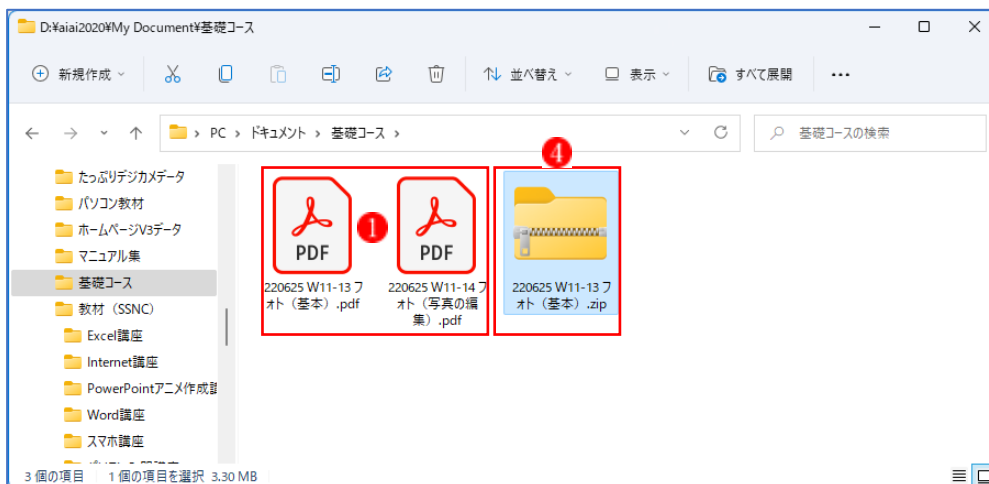 D:¥aiai2020¥My Document¥基礎コース
新規作成
並べ替え
表示
すべて展開
PC
ドキュメント
基礎コース
基礎コースの検索
たっぷりデジカメデータ
パソコン教材
ホームページV3データ
マニュアル集
基礎コース
教材（SSNC）
Excel講座
Internet講座
PowerPointアニメ作成講
Word講座
スマホ講座
1
4
PDF
PDF
220625 W11-13 フ
ォト（基本）.pdf
220625 W11-14 フ
ォト（写真の編
集）.pdf
220625 W11-13 フ
ォト（基本）.zip
3 個の項目
1 個の項目を選択 3.30 MB